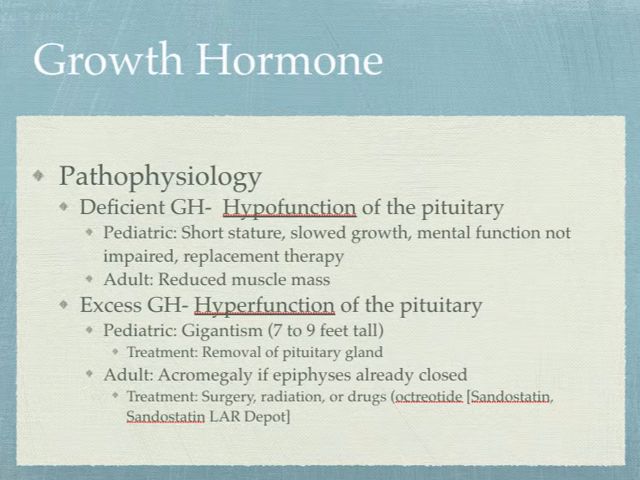 Growth Hormone
Pathophysiology
Deficient GH-  Hypofunction of the pituitary
Pediatric: Short stature, slowed growth, mental function not
impaired, replacement therapy
Adult: Reduced muscle mass
Excess GH- Hyperfunction of the pituitary
Pediatric: Gigantism (7 to 9 feet tall)
Treatment: Removal of pituitary gland
Adult: Acromegaly if epiphyses already closed
Treatment: Surgery, radiation, or drugs (octreotide [Sandostatin,
Sandostatin LAR Depot]